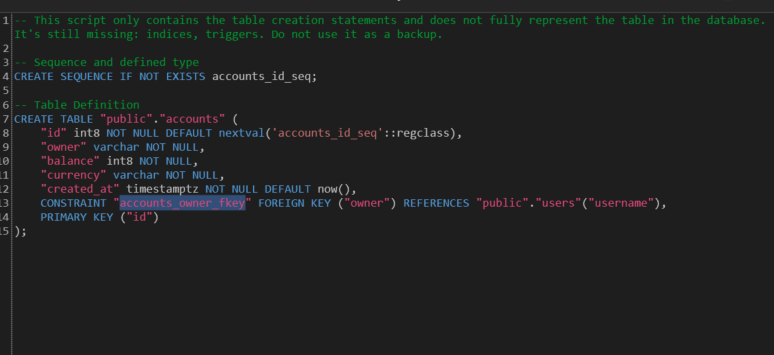 1 -- This script only contains the table creation statements and does not fully represent the table in the database.
It's still missing: indices, triggers. Do not use it as a backup.
2
3 -- Sequence and defined type
4 CREATE SEQUENCE IF NOT EXISTS accounts_id_seq;
5
6 -- Table Definition
7 CREATE TABLE "public"."accounts" (
8 "id" int8 NOT NULL DEFAULT nextval('accounts_id_seq'::regclass),
9 "owner" varchar NOT NULL,
10 "balance" int8 NOT NULL,
11 "currency" varchar NOT NULL,
12 "created_at" timestamptz NOT NULL DEFAULT now(),
13 CONSTRAINT "accounts_owner_fkey" FOREIGN KEY ("owner") REFERENCES "public"."users"("username"),
14 PRIMARY KEY ("id")
15 );